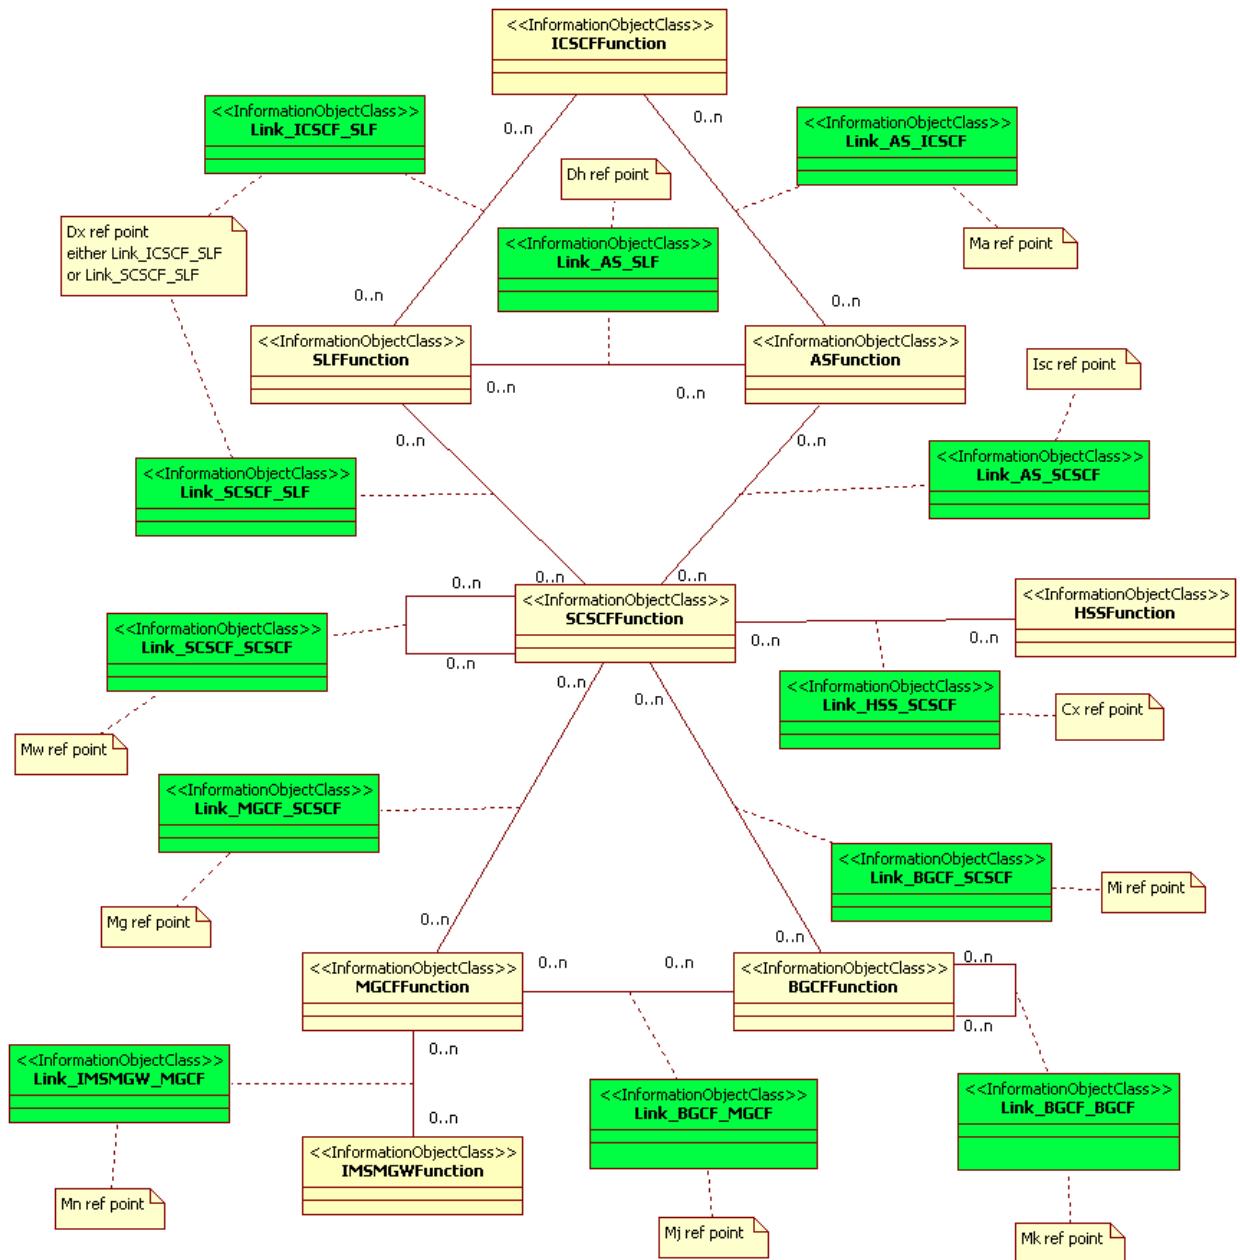 <<InformationObjectClass>>
ICSCFFunction
<<InformationObjectClass>>
Link_ICSCF_SLF
0..n
0..n
<<InformationObjectClass>>
Link_AS_ICSCF
Dh ref point
Dx ref point
either Link_ICSCF_SLF
or Link_SCSCF_SLF
<<InformationObjectClass>>
Link_AS_SLF
Ma ref point
0..n
0..n
<<InformationObjectClass>>
SLFFunction
<<InformationObjectClass>>
ASFunction
Isc ref point
0..n
0..n
0..n
0..n
<<InformationObjectClass>>
Link_SCSCF_SLF
<<InformationObjectClass>>
Link_AS_SCSCF
0..n
0..n
0..n
<<InformationObjectClass>>
SCSCFFunction
<<InformationObjectClass>>
HSSFunction
<<InformationObjectClass>>
Link_SCSCF_SCSCF
0..n
0..n
0..n
0..n
0..n
<<InformationObjectClass>>
Link_HSS_SCSCF
Cx ref point
Mw ref point
<<InformationObjectClass>>
Link_MGCF_SCSCF
<<InformationObjectClass>>
Link_BGCF_SCSCF
Mi ref point
Mg ref point
0..n
0..n
<<InformationObjectClass>>
MGCFFunction
0..n
0..n
<<InformationObjectClass>>
BGCFFunction
0..n
0..n
<<InformationObjectClass>>
Link_IMSMGW_MGCF
0..n
0..n
<<InformationObjectClass>>
Link_BGCF_MGCF
<<InformationObjectClass>>
Link_BGCF_BGCF
<<InformationObjectClass>>
IMSMGWFunction
Mn ref point
Mj ref point
Mk ref point